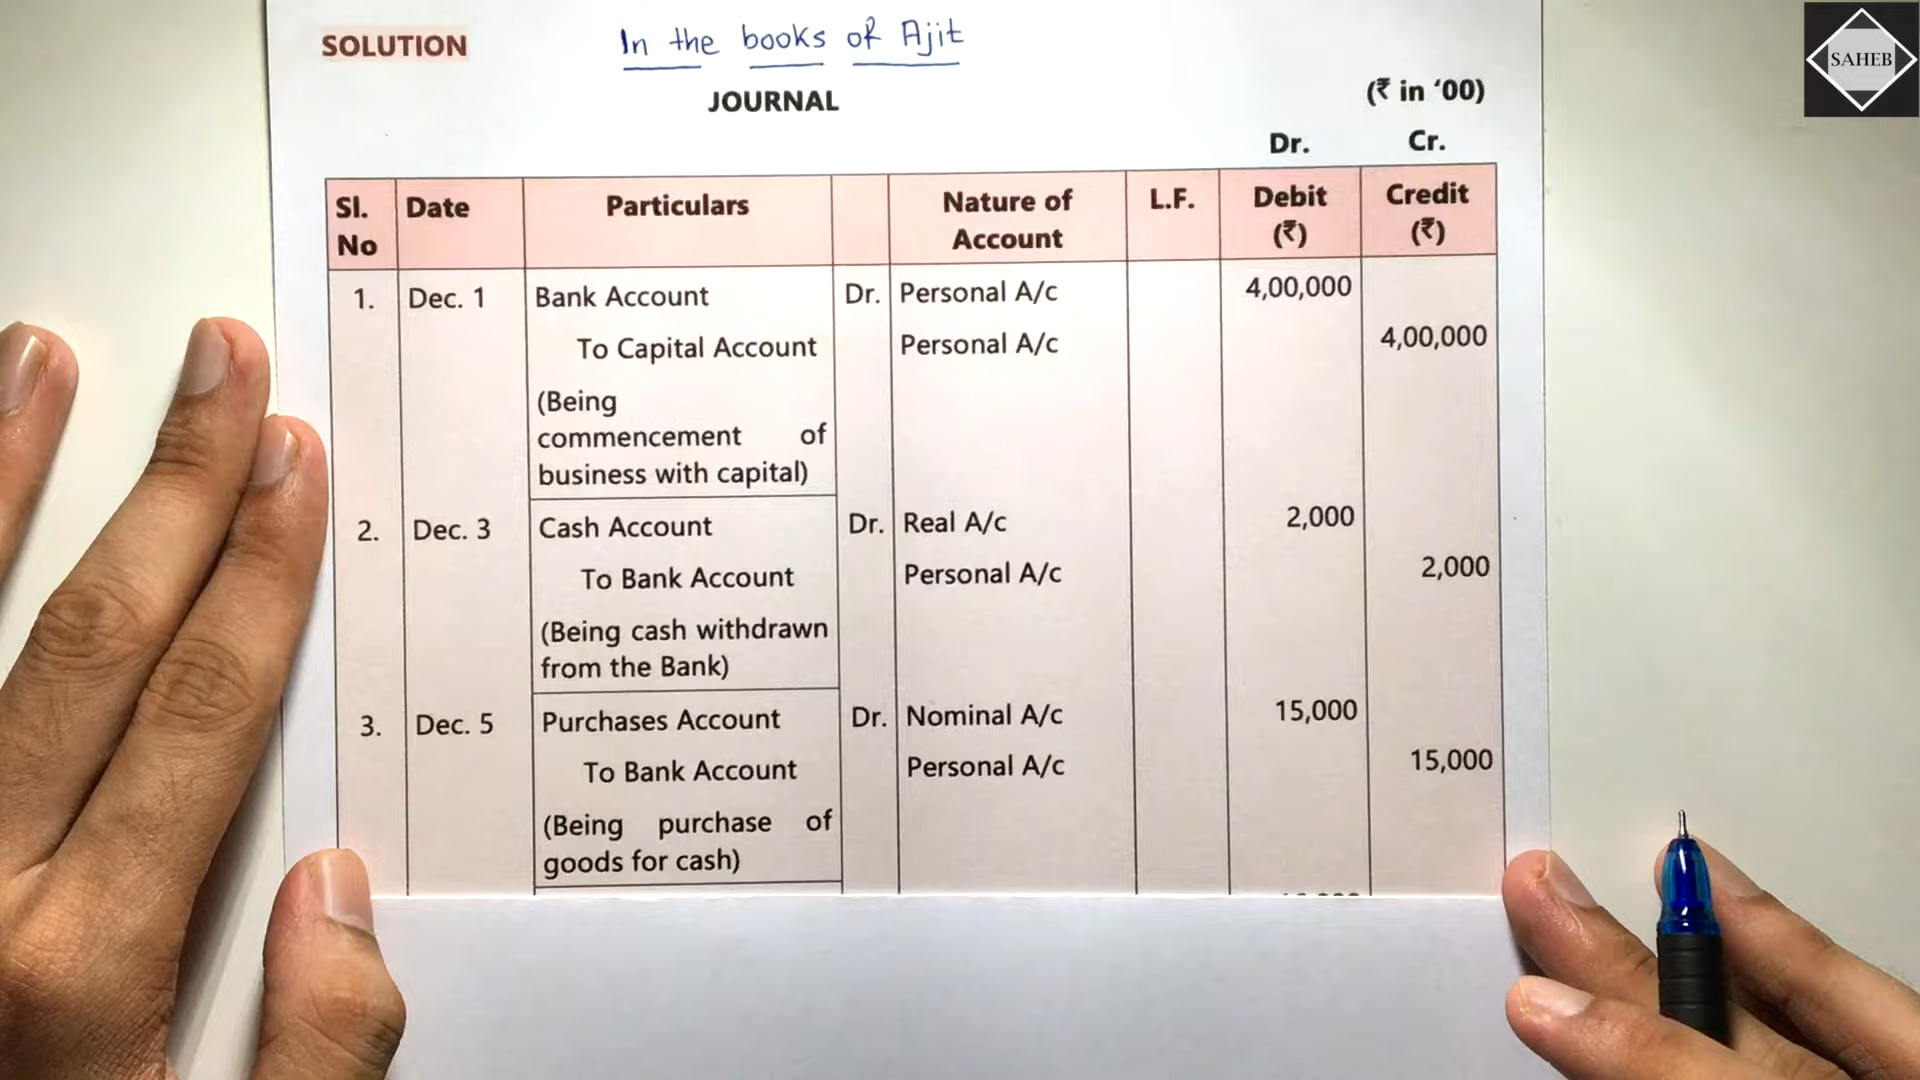 SOLUTION
In the books of Ajit
SAHEB
JOURNAL
(₹ in ‘00)
Dr. Cr.
Sl. No Date Particulars Nature of Account L.F. Debit (₹) Credit (₹)
1. Dec. 1 Bank Account Dr. Personal A/c 4,00,000
To Capital Account Personal A/c 4,00,000
(Being
commencement of
business with capital)
2. Dec. 3 Cash Account Dr. Real A/c 2,000
To Bank Account Personal A/c 2,000
(Being cash withdrawn
from the Bank)
3. Dec. 5 Purchases Account Dr. Nominal A/c 15,000
To Bank Account Personal A/c 15,000
(Being purchase of
goods for cash)